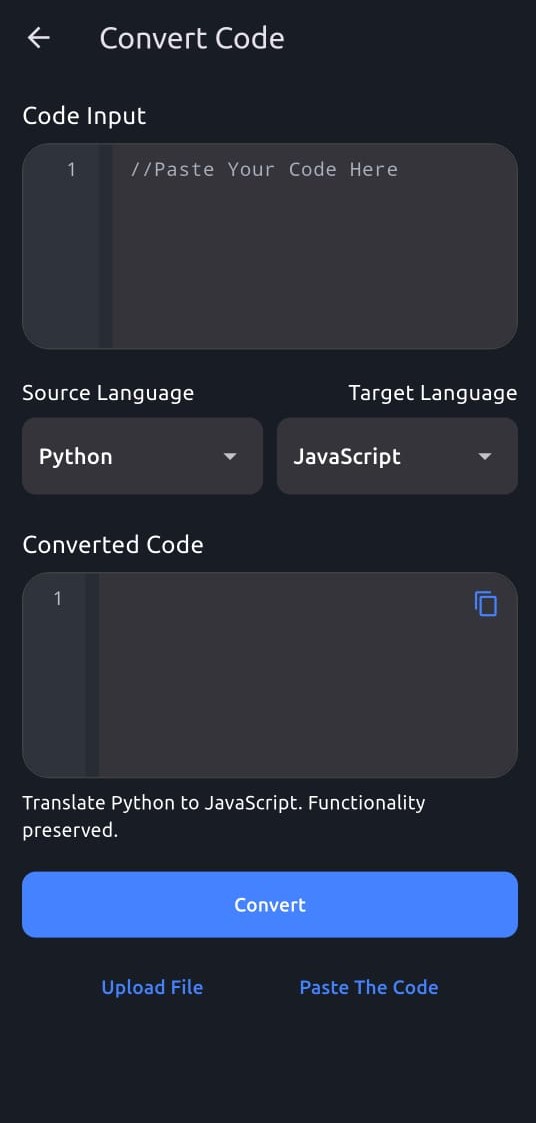 Convert Code
Code Input
1 //Paste Your Code Here
Source Language Target Language
Python JavaScript
Converted Code
1
Translate Python to JavaScript. Functionality
preserved.
Convert
Upload File Paste The Code